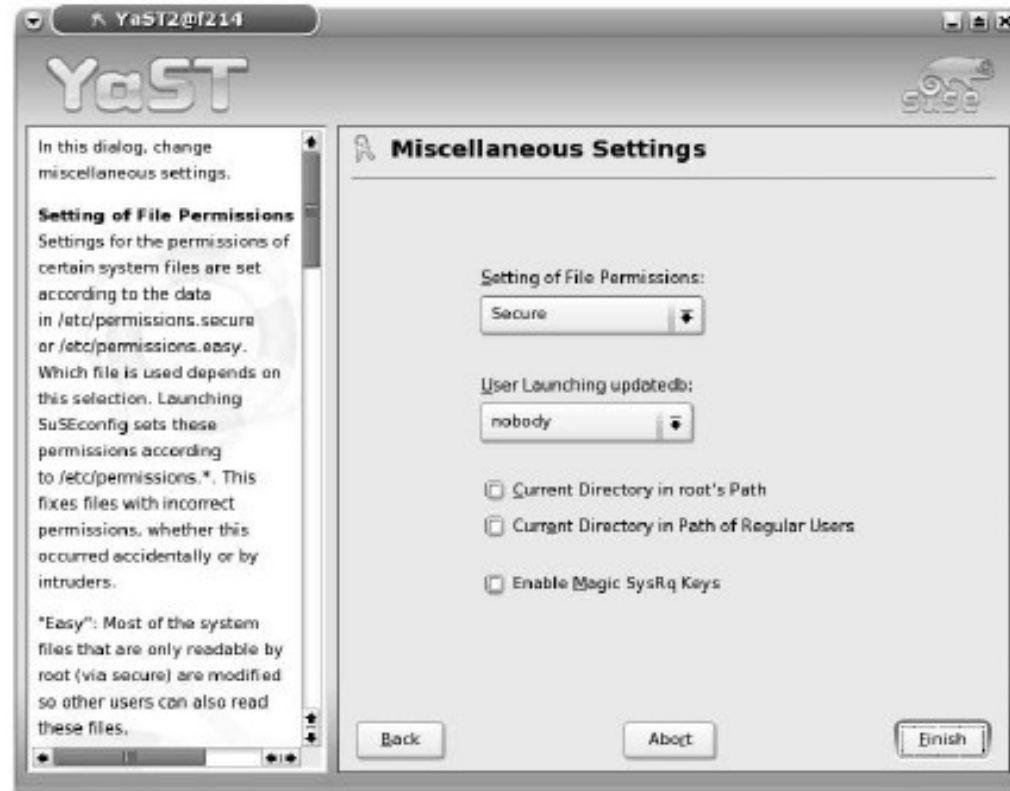 YaST2@f214
YaST
suse
In this dialog, change
miscellaneous settings.
Setting of File Permissions
Settings for the permissions of
certain system files are set
according to the data
in /etc/permissions.secure
or /etc/permissions.easy.
Which file is used depends on
this selection. Launching
SuSEconfig sets these
permissions according
to /etc/permissions.*. This
fixes files with incorrect
permissions, whether this
occurred accidentally or by
intruders.
"Easy": Most of the system
files that are only readable by
root (via secure) are modified
so other users can also read
these files.
Miscellaneous Settings
Setting of File Permissions:
Secure
User Launching updatedb:
nobody
Current Directory in root's Path
Current Directory in Path of Regular Users
Enable Magic SysRq Keys
Back
Abort
Finish